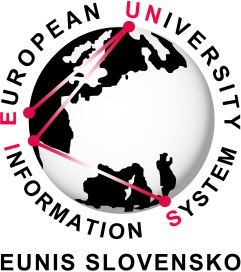 EUROPEAN UNIVERSITY
INFORMATION SYSTEM
EUNIS SLOVENSKO